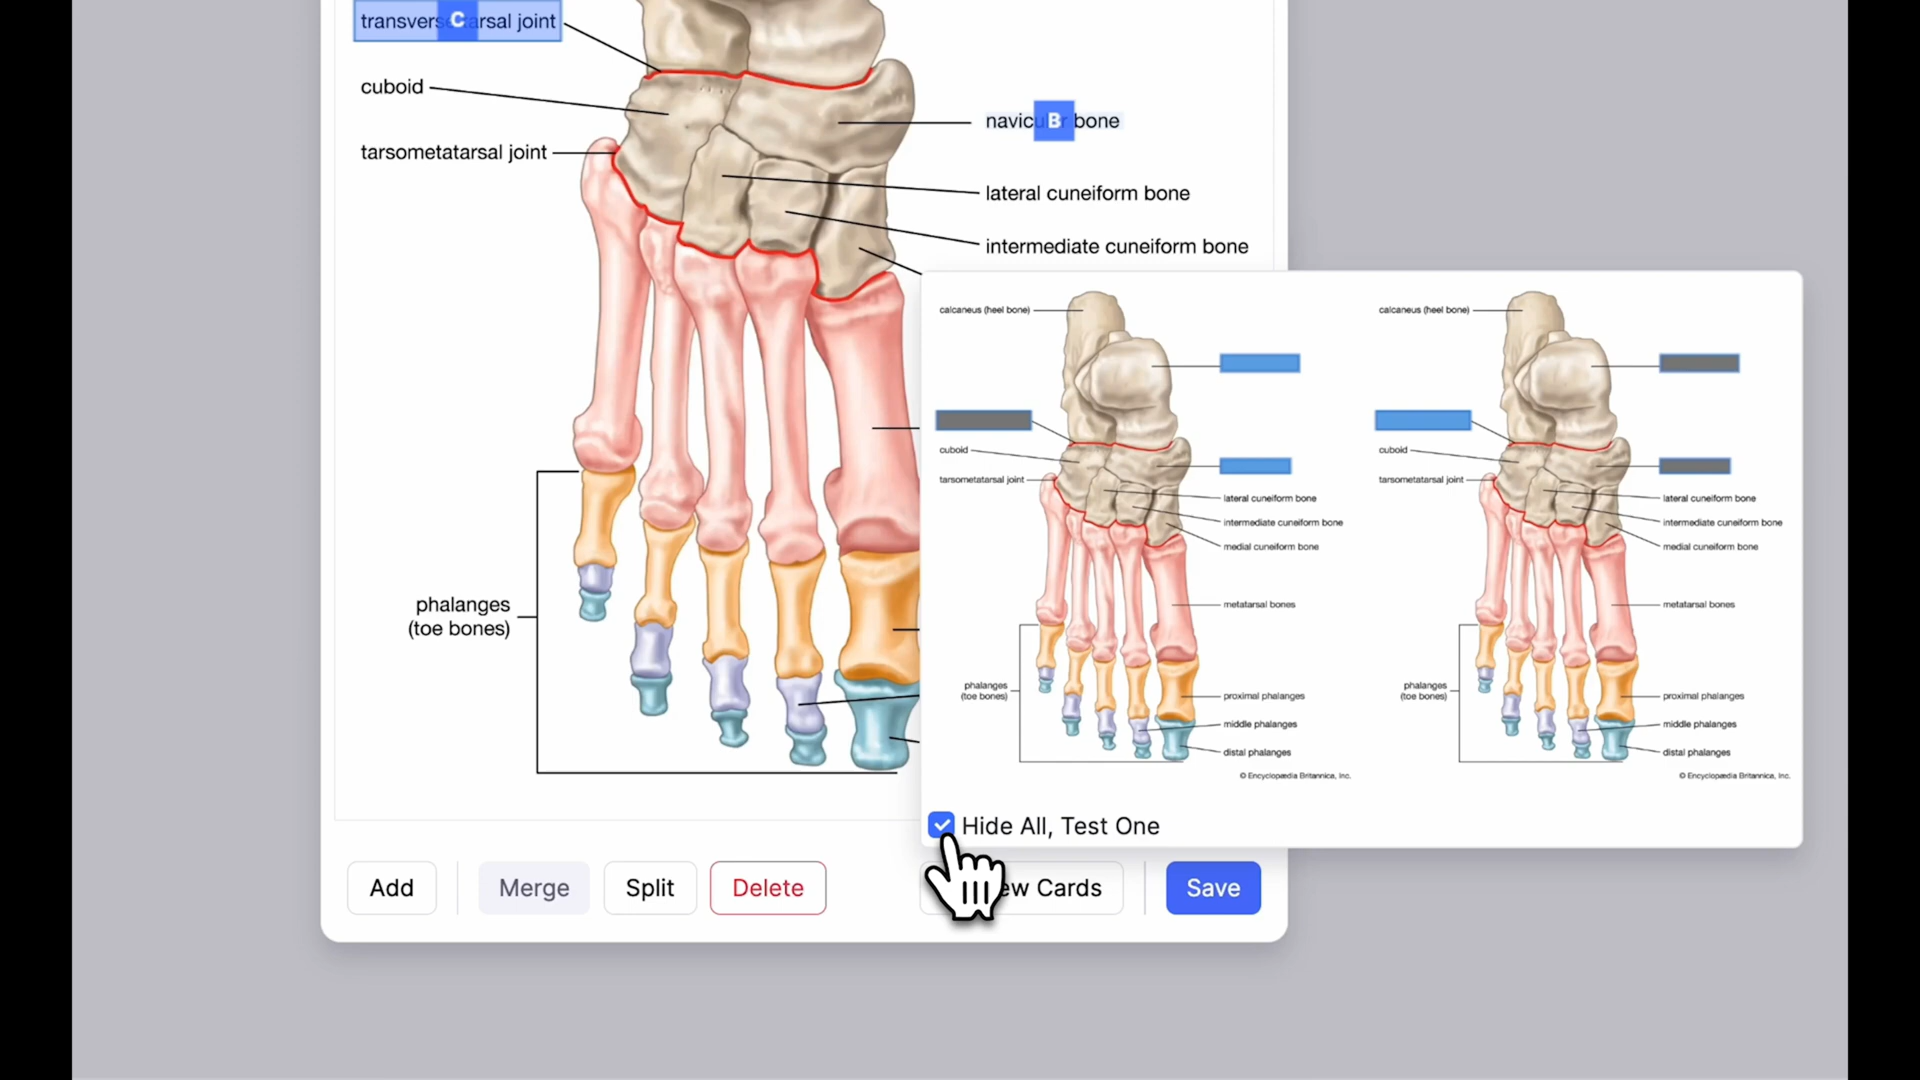 transvers C arsal joint
cuboid
tarsometatarsal joint
navicu B r bone
lateral cuneiform bone
intermediate cuneiform bone
phalanges
(toe bones)
calcaneus (heel bone)
cuboid
tarsometatarsal joint
lateral cuneiform bone
intermediate cuneiform bone
medial cuneiform bone
metatarsal bones
phalanges
(toe bones)
proximal phalanges
middle phalanges
distal phalanges
© Encyclopædia Britannica, Inc.
calcaneus (heel bone)
cuboid
tarsometatarsal joint
lateral cuneiform bone
intermediate cuneiform bone
medial cuneiform bone
metatarsal bones
phalanges
(toe bones)
proximal phalanges
middle phalanges
distal phalanges
© Encyclopædia Britannica, Inc.
Hide All, Test One
Add
Merge
Split
Delete
ew Cards
Save